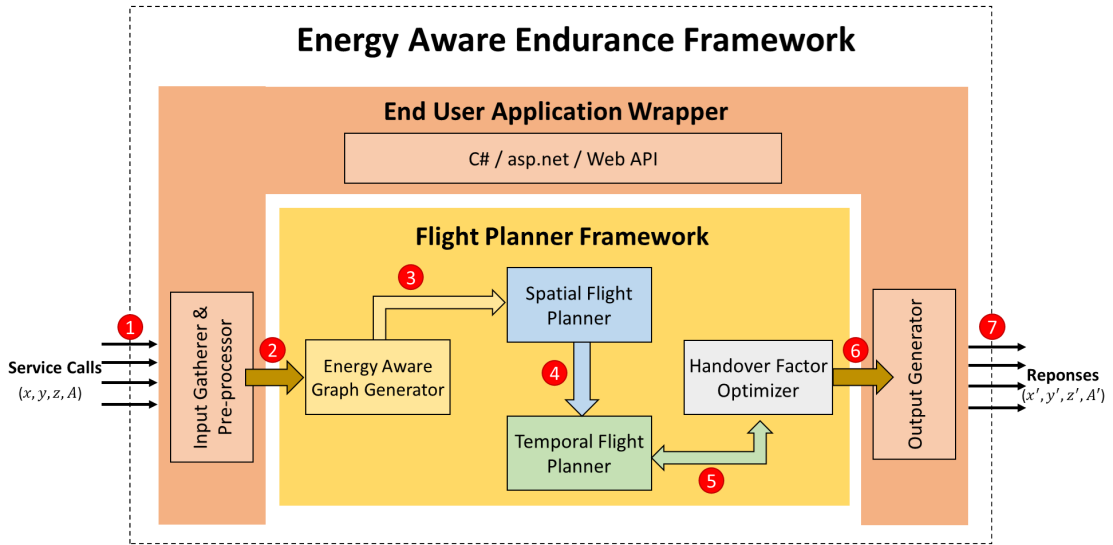 Energy Aware Endurance Framework
End User Application Wrapper
C# / asp.net / Web API
Flight Planner Framework
1
Service Calls
(x, y, z, A)
Input Gatherer &
Pre-processor
2
Energy Aware
Graph Generator
3
Spatial Flight
Planner
4
Temporal Flight
Planner
5
Handover Factor
Optimizer
6
Output Generator
7
Reponses
(x′, y′, z′, A′)